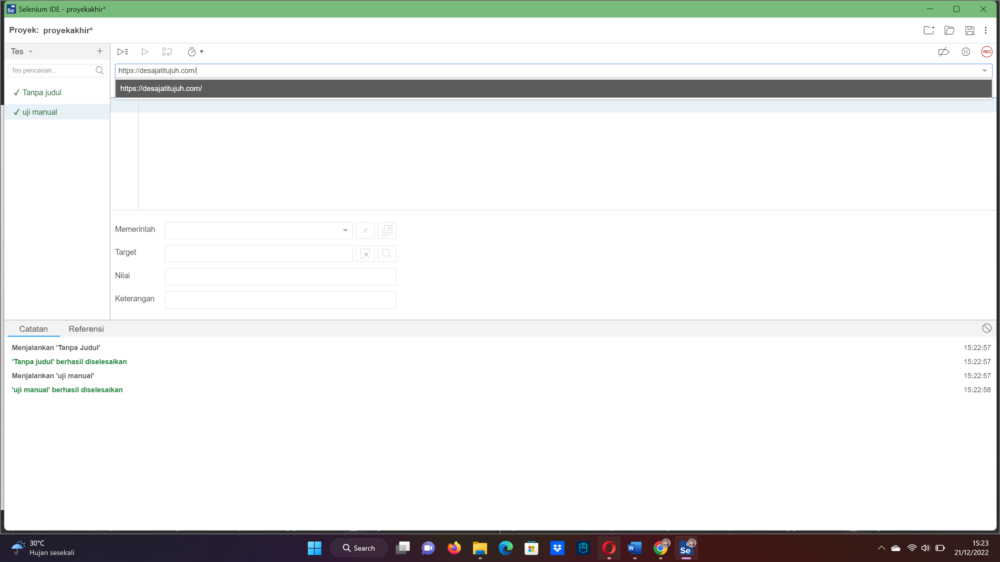 Selenium IDE - proyekakhir*
Proyek: proyekakhir*
Tes
REC
Tes pencarian...
https://desajatitujuh.com/
https://desajatitujuh.com/
✓ Tanpa judul
✓ uji manual
Memerintah
//
Target
Nilai
Keterangan
Catatan
Referensi
Menjalankan 'Tanpa Judul' 15:22:57
'Tanpa judul' berhasil diselesaikan 15:22:57
Menjalankan 'uji manual' 15:22:57
'uji manual' berhasil diselesaikan 15:22:58
30°C
Hujan sesekali
Search
15:23
21/12/2022